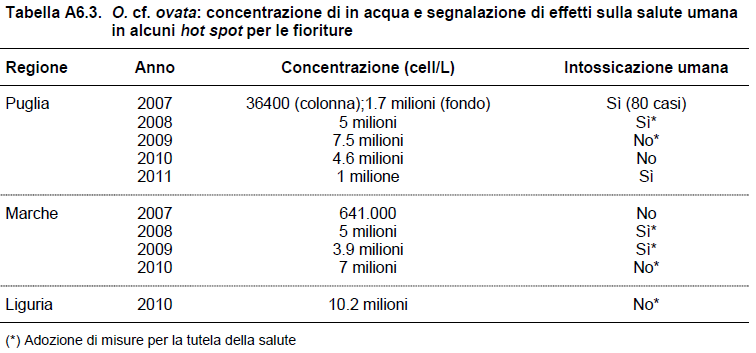 Tabella A6.3. O. cf. ovata: concentrazione di in acqua e segnalazione di effetti sulla salute umana
in alcuni hot spot per le fioriture
Regione Anno Concentrazione (cell/L) Intossicazione umana
Puglia 2007 36400 (colonna);1.7 milioni (fondo) Sì (80 casi)
2008 5 milioni Sì*
2009 7.5 milioni No*
2010 4.6 milioni No
2011 1 milione Sì
Marche 2007 641.000 No
2008 5 milioni Sì*
2009 3.9 milioni Sì*
2010 7 milioni No*
Liguria 2010 10.2 milioni No*
(*) Adozione di misure per la tutela della salute